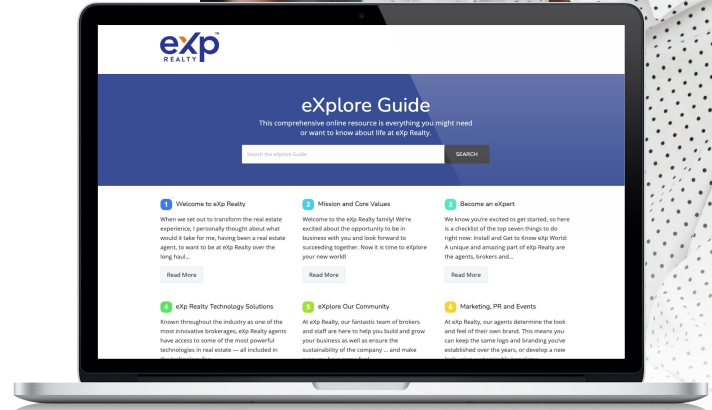 eXp™
REALTY
eXplore Guide
This comprehensive online resource is everything you might need
or want to know about life at eXp Realty.
Search the eXplore Guide
SEARCH
1 Welcome to eXp Realty
When we set out to transform the real estate
experience, I personally thought about what
would it take for me, having been a real estate
agent, to want to be at eXp Realty over the
long haul...
Read More
2 Mission and Core Values
Welcome to the eXp Realty family! We're
excited about the opportunity to be in
business with you and look forward to
succeeding together. Now it is time to eXplore
your new world!
Read More
3 Become an eXpert
We know you're excited to get started, so here
is a checklist of the top seven things to do
right now: Install and Get to Know eXp World:
A unique and amazing part of eXp Realty are
the agents, brokers and...
Read More
4 eXp Realty Technology Solutions
Known throughout the industry as one of the
most innovative brokerages, eXp Realty agents
have access to some of the most powerful
technologies in real estate — all included in
5 eXplore Our Community
At eXp Realty, our fantastic team of brokers
and staff are here to help you build and grow
your business as well as ensure the
sustainability of the company ... and make
6 Marketing, PR and Events
At eXp Realty, our agents determine the look
and feel of their own brand. This means you
can keep the same logo and branding you've
established over the years, or develop a new